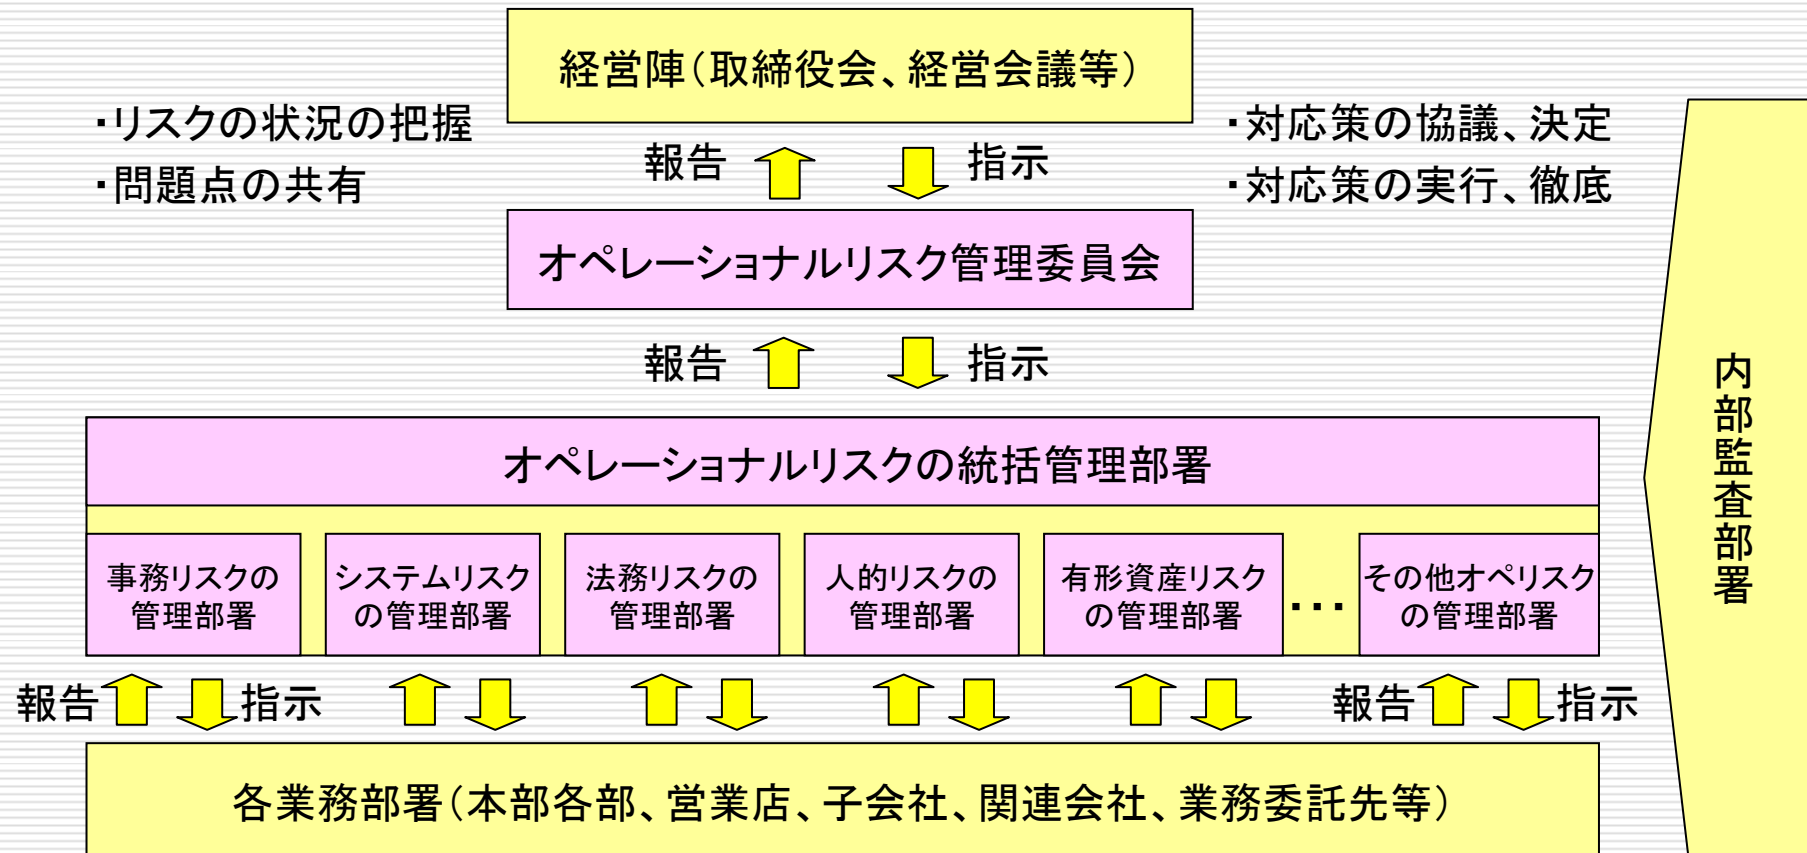 経営陣(取締役会、経営会議等)
・リスクの状況の把握
・問題点の共有
・対応策の協議、決定
・対応策の実行、徹底
報告
指示
オペレーショナルリスク管理委員会
報告
指示
オペレーショナルリスクの統括管理部署
事務リスクの
管理部署
システムリスク
の管理部署
法務リスクの
管理部署
人的リスクの
管理部署
有形資産リスク
の管理部署
・・・
その他オペリスク
の管理部署
報告
指示
報告
指示
各業務部署(本部各部、営業店、子会社、関連会社、業務委託先等)
内部監査部署